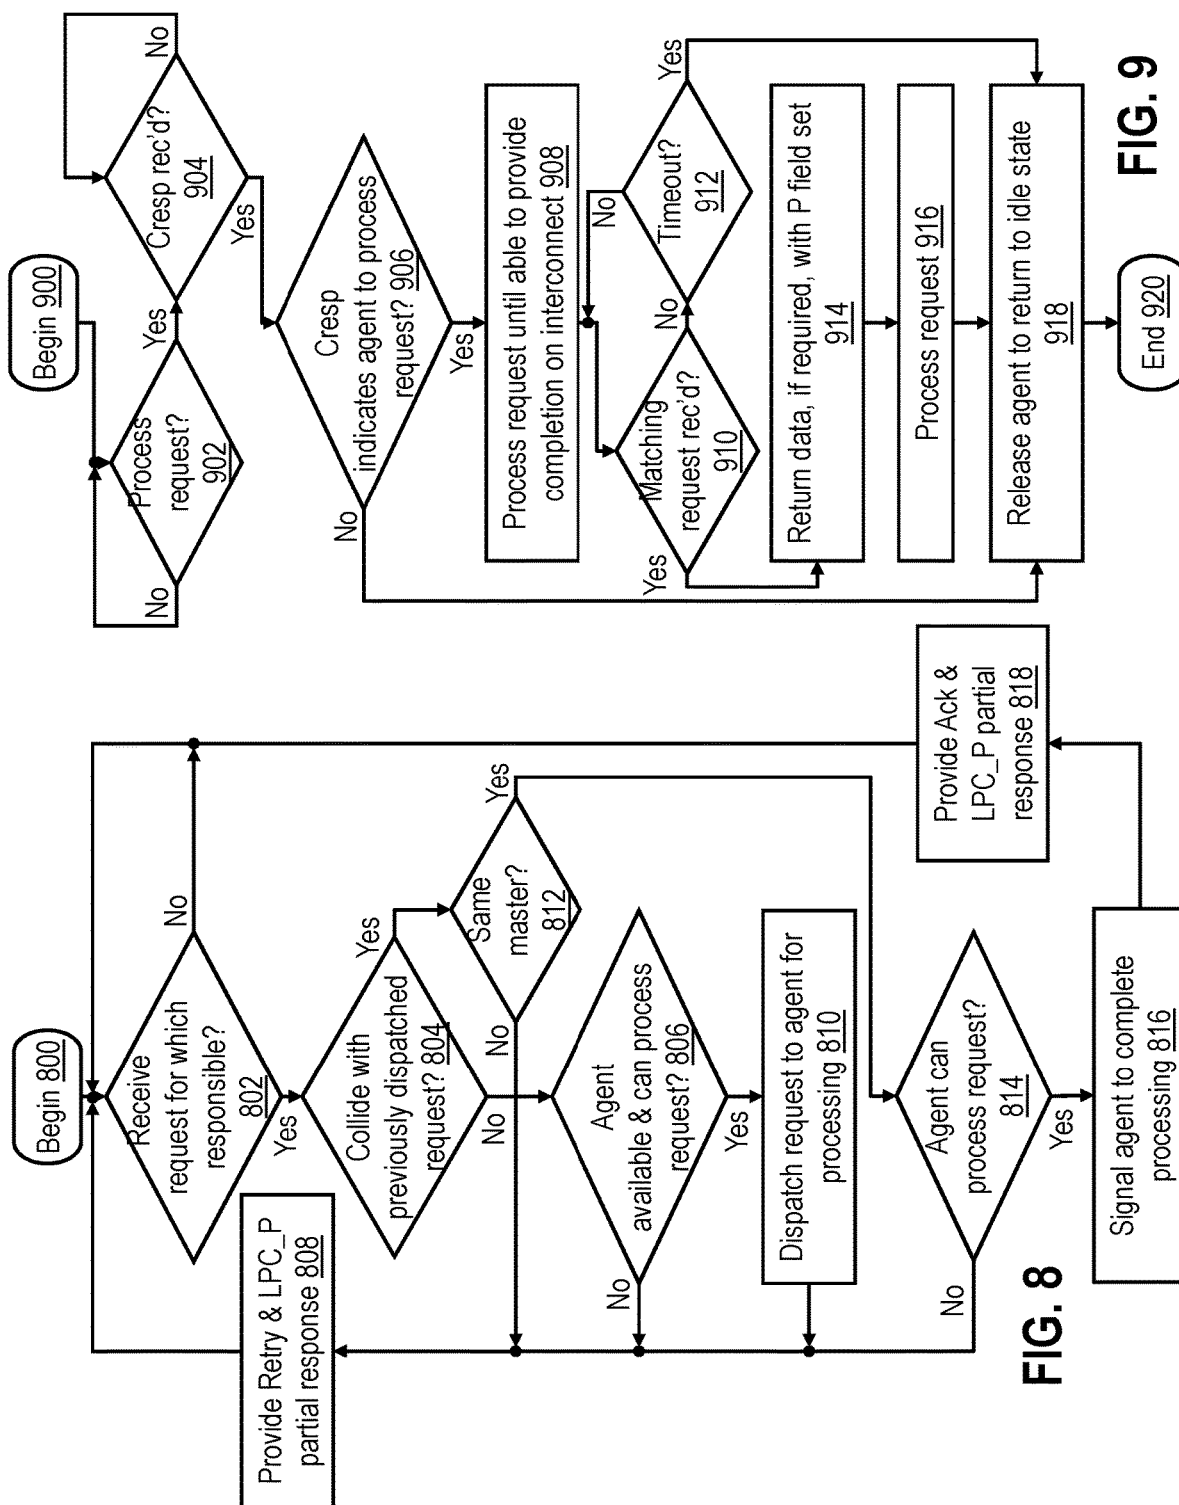 Begin 800
Receive
request for which
responsible?
802
No
Yes
Collide with
previously dispatched
request? 804
Yes
No
Same
master?
812
Yes
No
Provide Retry & LPC_P
partial response 808
Agent
available & can process
request? 806
No
Yes
Dispatch request to agent for
processing 810
Agent can
process request?
814
No
Yes
Signal agent to complete
processing 816
Provide Ack &
LPC_P partial
response 818
FIG. 8
Begin 900
Process
request?
902
No
Yes
Cresp rec'd?
904
No
Yes
Cresp
indicates agent to process
request? 906
No
Yes
Process request until able to provide
completion on interconnect 908
Matching
request rec'd?
910
Yes
No
Timeout?
912
No
Yes
Return data, if required, with P field set
914
Process request 916
Release agent to return to idle state
918
End 920
FIG. 9